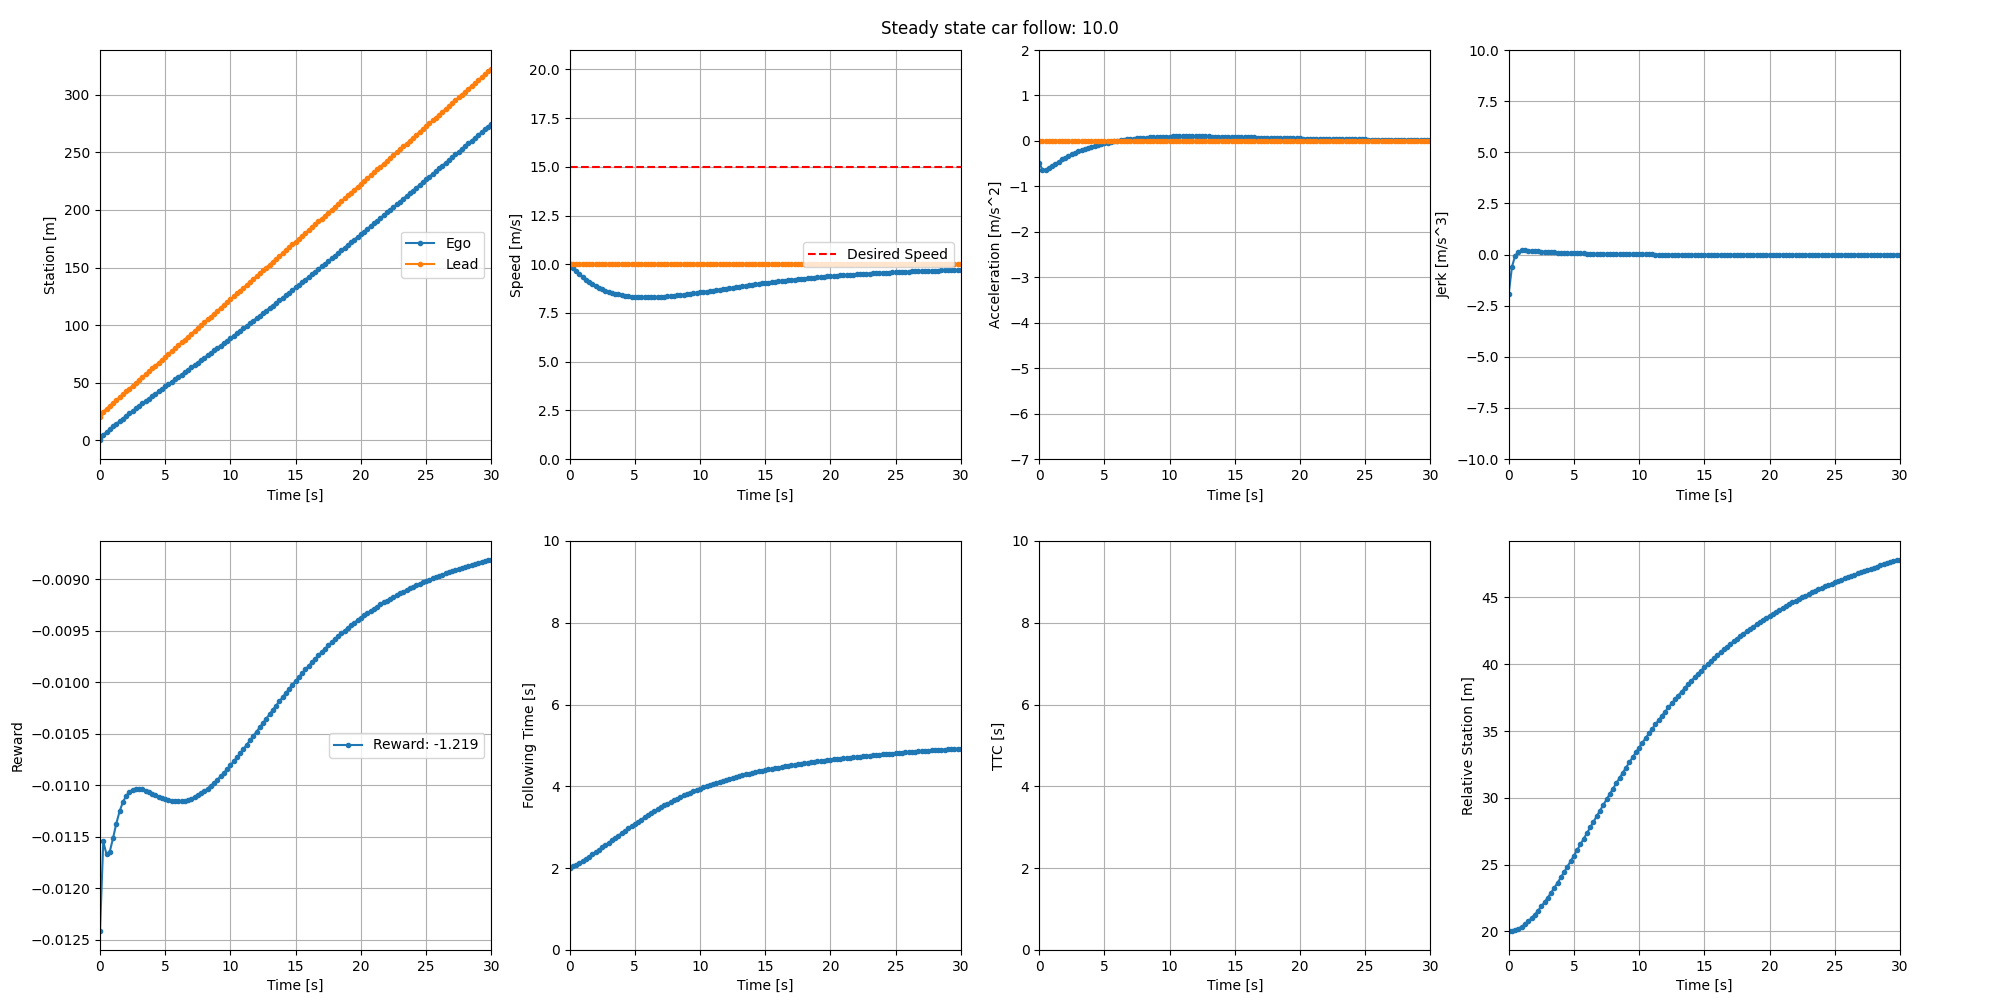 Steady state car follow: 10.0
Station [m]
300
250
200
150
100
50
0
0 5 10 15 20 25 30
Time [s]
Ego
Lead
Speed [m/s]
20.0
17.5
15.0
12.5
10.0
7.5
5.0
2.5
0.0
0 5 10 15 20 25 30
Time [s]
Desired Speed
Acceleration [m/s^2]
2
1
0
−1
−2
−3
−4
−5
−6
−7
0 5 10 15 20 25 30
Time [s]
Jerk [m/s^3]
10.0
7.5
5.0
2.5
0.0
−2.5
−5.0
−7.5
−10.0
0 5 10 15 20 25 30
Time [s]
Reward
−0.0090
−0.0095
−0.0100
−0.0105
−0.0110
−0.0115
−0.0120
−0.0125
0 5 10 15 20 25 30
Time [s]
Reward: -1.219
Following Time [s]
10
8
6
4
2
0
0 5 10 15 20 25 30
Time [s]
TTC [s]
10
8
6
4
2
0
0 5 10 15 20 25 30
Time [s]
Relative Station [m]
45
40
35
30
25
20
0 5 10 15 20 25 30
Time [s]